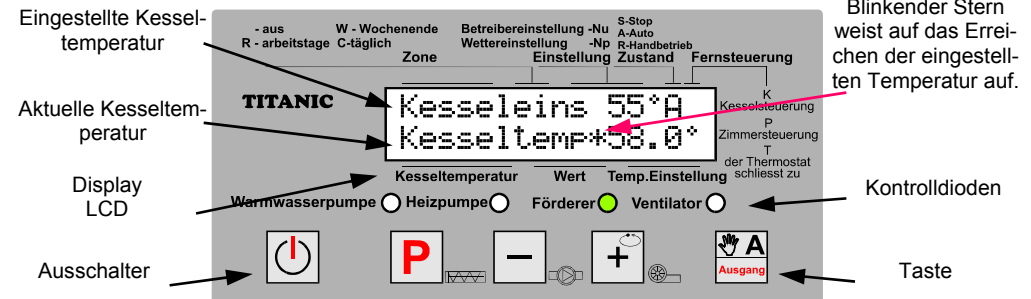 Eingestellte Kessel-
temperatur
Aktuelle Kesseltem-
peratur
Display
LCD
Ausschalter
- aus W - Wochenende Betreibereinstellung -Nu S-Stop
A-Auto
R - arbeitstage C-täglich Wettereinstellung -Np R-Handbetrieb
Zone Einstellung Zustand Fernsteuerung
TITANIC
Kesseleins 55°A
Kesseltemp*58.0°
K
Kesselsteuerung
P
Zimmersteuerung
T
der Thermostat
schliesst zu
Kesseltemperatur Wert Temp.Einstellung
Warmwasserpumpe Heizpumpe Förderer Ventilator
P - + A
Ausgang
Blinkender Stern
weist auf das Errei-
chen der eingestell-
ten Temperatur auf.
Kontrolldioden
Taste